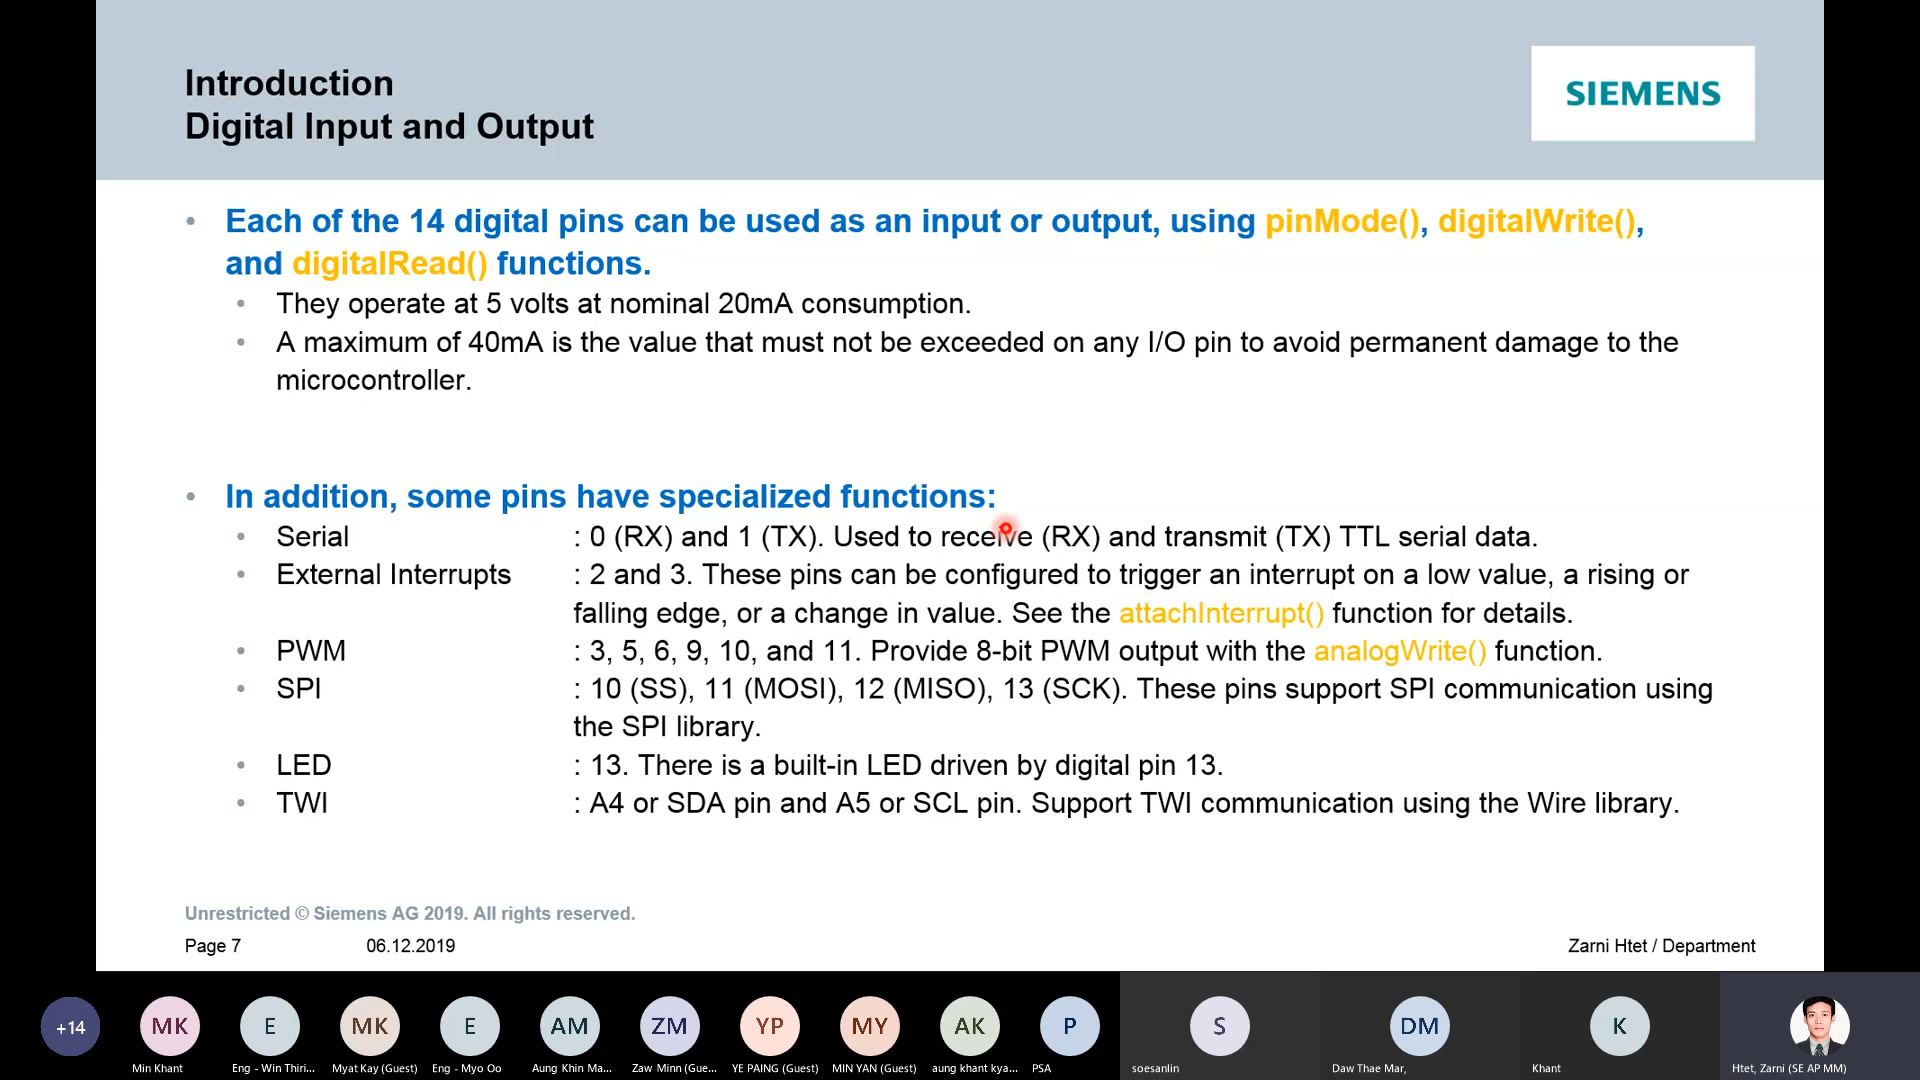 Introduction
Digital Input and Output
SIEMENS
• Each of the 14 digital pins can be used as an input or output, using pinMode(), digitalWrite(),
and digitalRead() functions.
• They operate at 5 volts at nominal 20mA consumption.
• A maximum of 40mA is the value that must not be exceeded on any I/O pin to avoid permanent damage to the
microcontroller.
• In addition, some pins have specialized functions:
• Serial : 0 (RX) and 1 (TX). Used to receive (RX) and transmit (TX) TTL serial data.
• External Interrupts : 2 and 3. These pins can be configured to trigger an interrupt on a low value, a rising or
falling edge, or a change in value. See the attachInterrupt() function for details.
• PWM : 3, 5, 6, 9, 10, and 11. Provide 8-bit PWM output with the analogWrite() function.
• SPI : 10 (SS), 11 (MOSI), 12 (MISO), 13 (SCK). These pins support SPI communication using
the SPI library.
• LED : 13. There is a built-in LED driven by digital pin 13.
• TWI : A4 or SDA pin and A5 or SCL pin. Support TWI communication using the Wire library.
Unrestricted © Siemens AG 2019. All rights reserved.
Page 7 06.12.2019 Zarni Htet / Department
+14 MK E MK E AM ZM YP MY AK P S DM K
Min Khant Eng - Win Thiri... Myat Kay (Guest) Eng - Myo Oo Aung Khin Ma... Zaw Minn (Gue... YE PAING (Guest) MIN YAN (Guest) aung khant kya... PSA soesanlin Daw Thae Mar, Khant Htet, Zarni (SE AP MM)